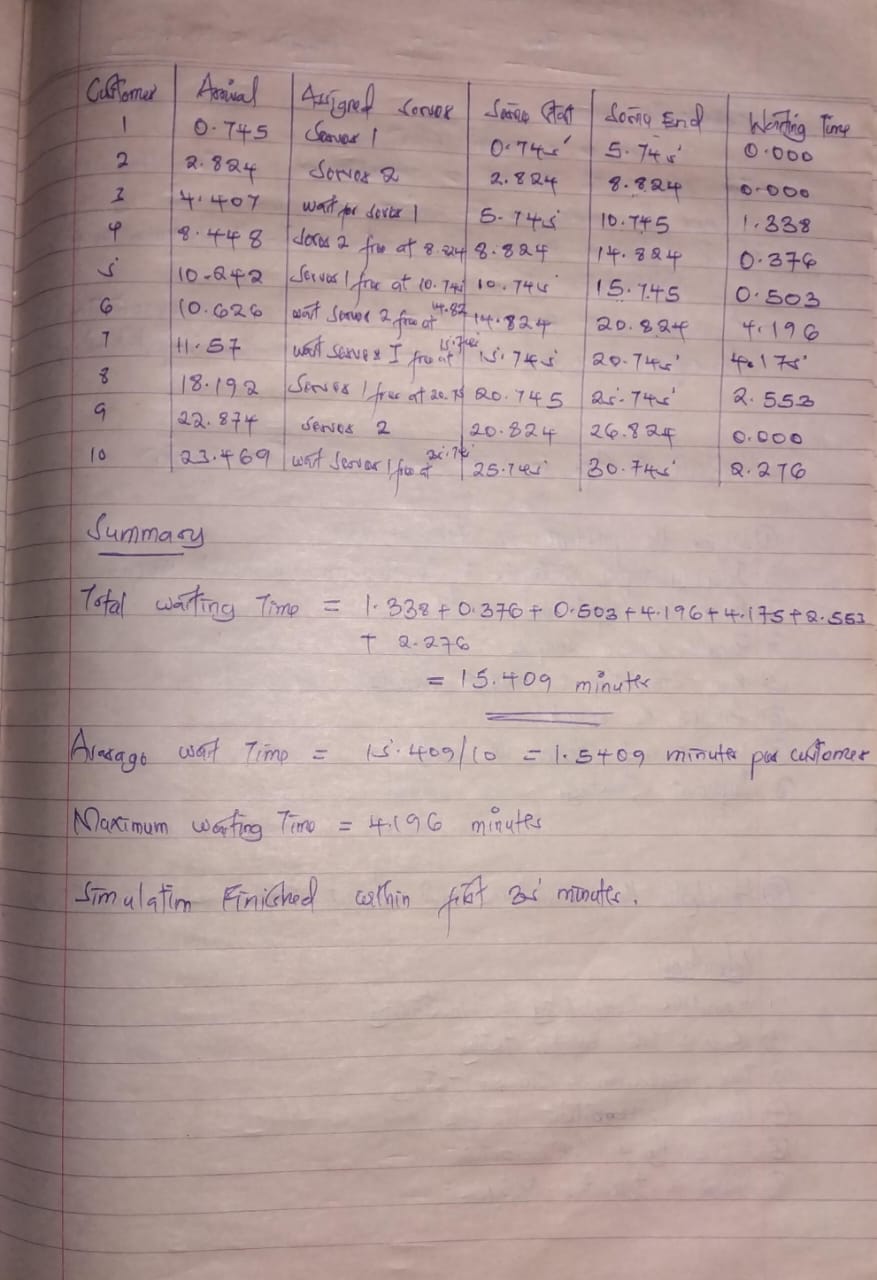 Customer Arrival Assigned Server Serving Start Serving End Waiting Time
1 0.745 Server 1 0.745 5.745 0.000
2 2.824 Server 2 2.824 8.824 0.000
3 4.407 wait for server 1 5.745 10.745 1.338
4 8.448 Server 2 free at 8.824 8.824 14.824 0.376
5 10.242 Server 1 free at 10.745 10.745 15.745 0.503
6 10.626 wait Server 2 free at 14.82 14.824 20.824 4.196
7 11.57 wait Server I free at 15.745 15.745 20.745 4.175
8 18.192 Server 1 free at 20.75 20.745 25.745 2.553
9 22.874 Server 2 20.824 26.824 0.000
10 23.469 wait Server 1 free at 25.745 30.745 2.276
Summary
Total waiting Time = 1.338 + 0.376 + 0.503 + 4.196 + 4.175 + 2.553
+ 2.276
= 15.409 minutes
Average wait Time = 15.409/10 = 1.5409 minutes per customer
Maximum waiting Time = 4.196 minutes
Simulation Finished within first 35 minutes.